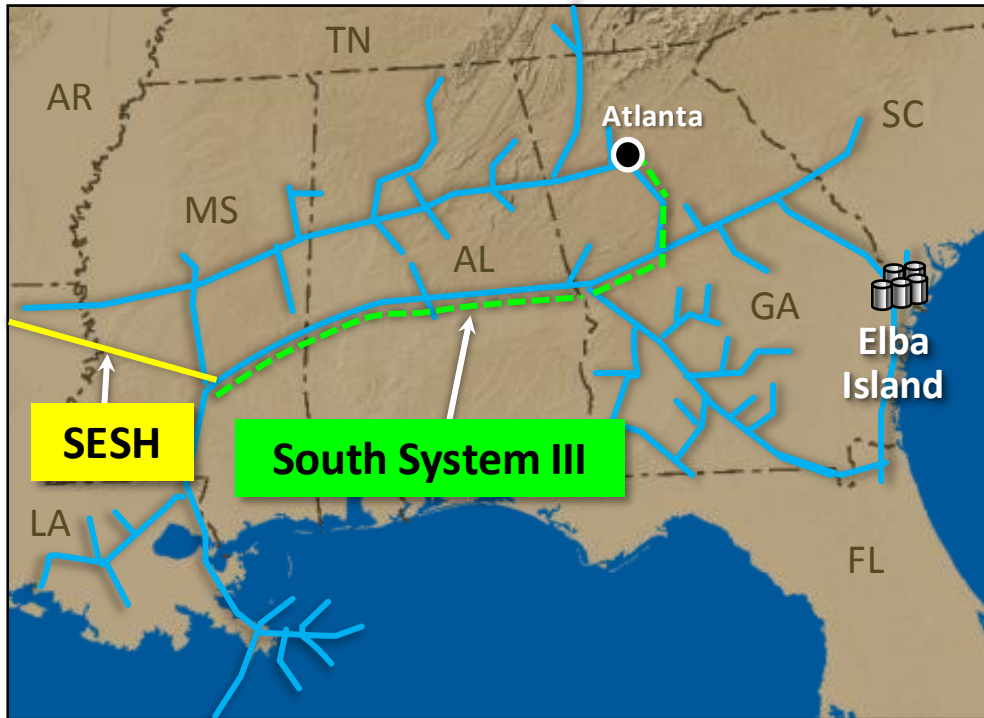 TN
AR
Atlanta
SC
MS
AL
GA
Elba
Island
SESH
South System III
LA
FL